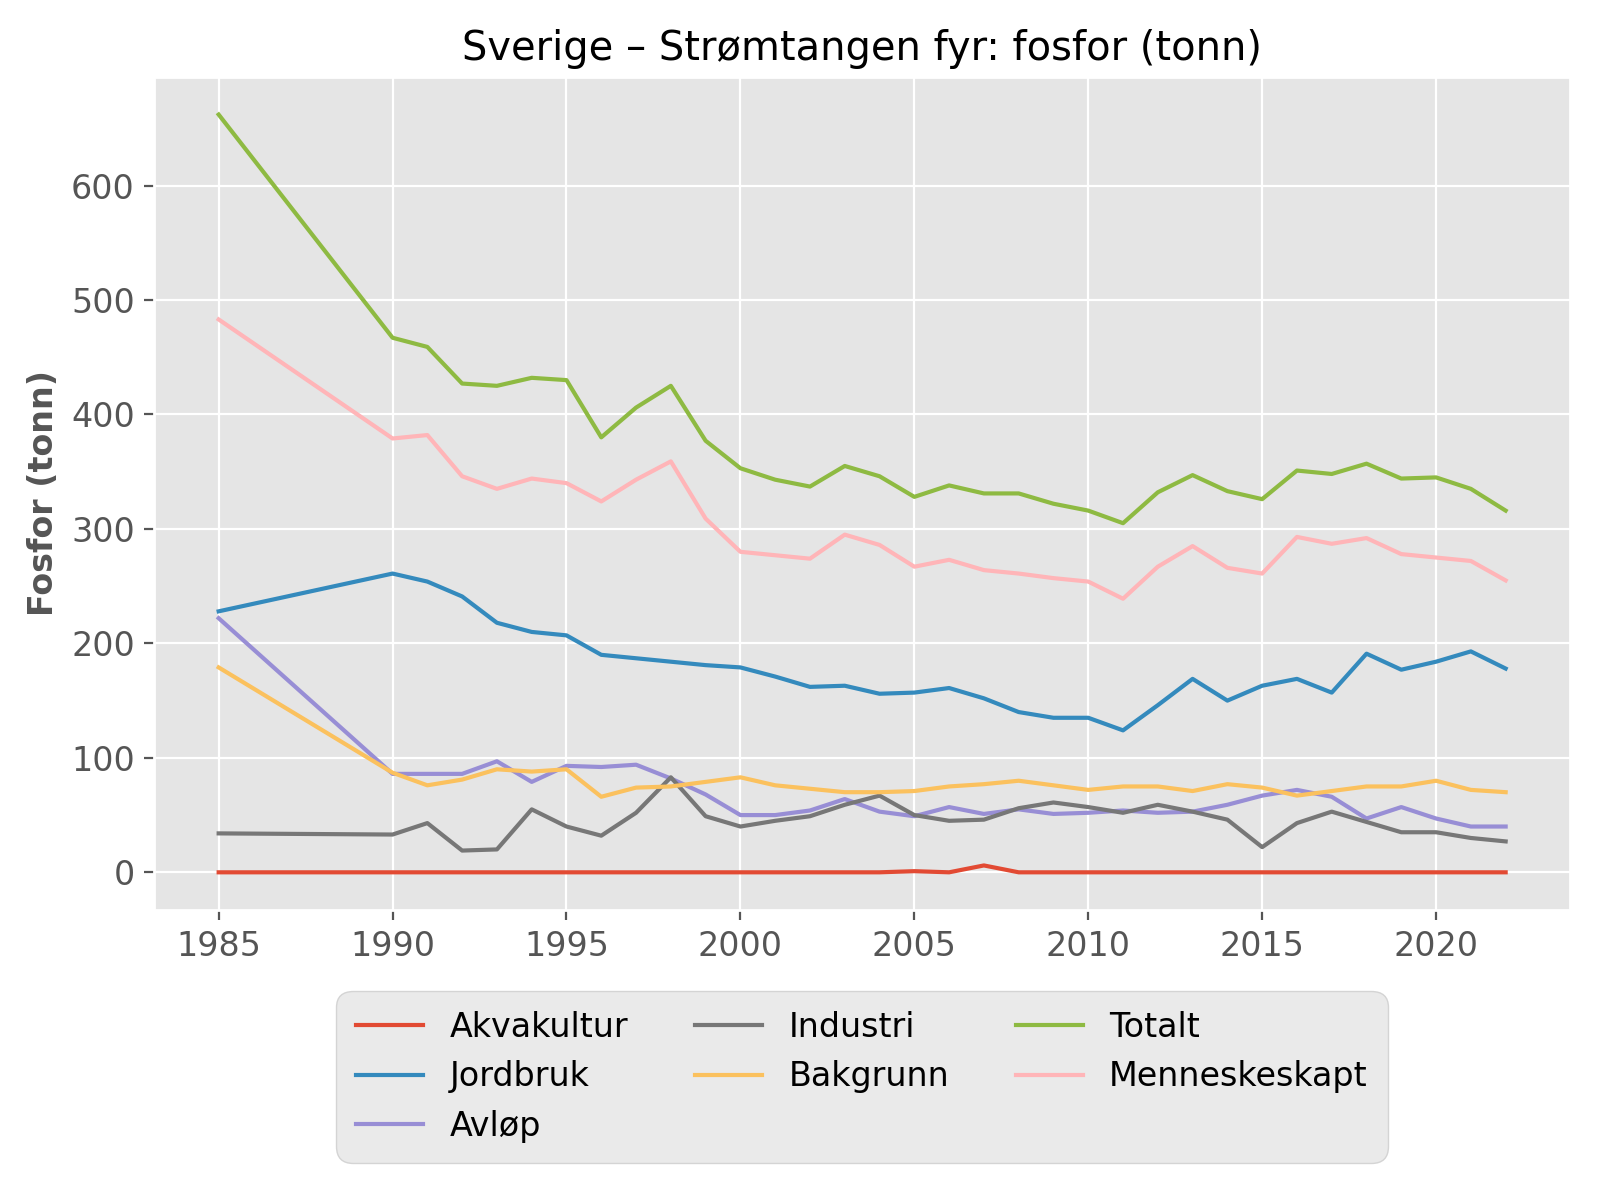 Sverige – Strømtangen fyr: fosfor (tonn)
Fosfor (tonn)
600
500
400
300
200
100
0
1985 1990 1995 2000 2005 2010 2015 2020
Akvakultur Industri Totalt
Jordbruk Bakgrunn Menneskeskapt
Avløp